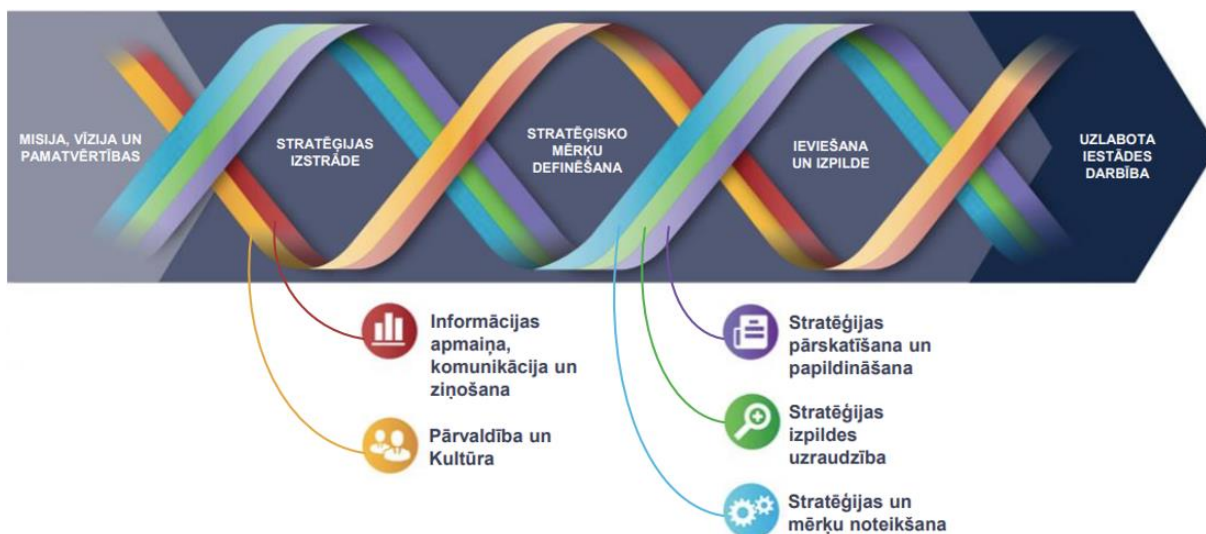 MISIJA, VĪZIJA UN
PAMATVĒRTĪBAS
STRATĒĢIJAS
IZSTRĀDE
STRATĒĢISKO
MĒRĶU
DEFINĒŠANA
IEVIEŠANA
UN IZPILDE
UZLABOTA
IESTĀDES
DARBĪBA
Informācijas
apmaiņa,
komunikācija un
ziņošana
Pārvaldība un
Kultūra
Stratēģijas
pārskatīšana un
papildināšana
Stratēģijas
izpildes
uzraudzība
Stratēģijas un
mērķu noteikšana